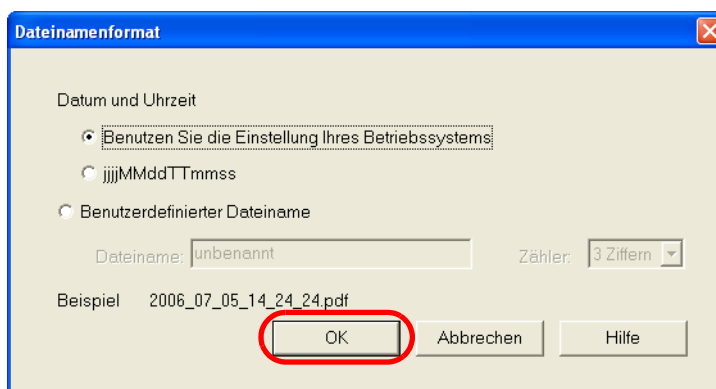 Dateinamenformat
Datum und Uhrzeit
Benutzen Sie die Einstellung Ihres Betriebssystems
jjjjMMddTTmmss
Benutzerdefinierter Dateiname
Dateiname: unbenannt Zähler: 3 Ziffern
Beispiel 2006_07_05_14_24_24.pdf
OK Abbrechen Hilfe